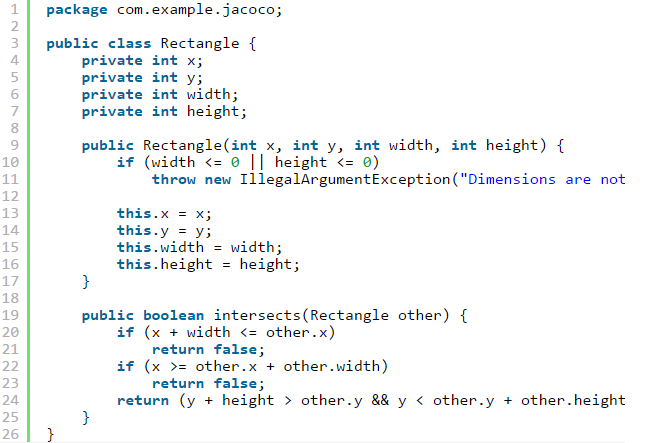 1 package com.example.jacoco;
2
3 public class Rectangle {
4     private int x;
5     private int y;
6     private int width;
7     private int height;
8
9     public Rectangle(int x, int y, int width, int height) {
10         if (width <= 0 || height <= 0)
11             throw new IllegalArgumentException("Dimensions are not
12
13         this.x = x;
14         this.y = y;
15         this.width = width;
16         this.height = height;
17     }
18
19     public boolean intersects(Rectangle other) {
20         if (x + width <= other.x)
21             return false;
22         if (x >= other.x + other.width)
23             return false;
24         return (y + height > other.y && y < other.y + other.height
25     }
26 }